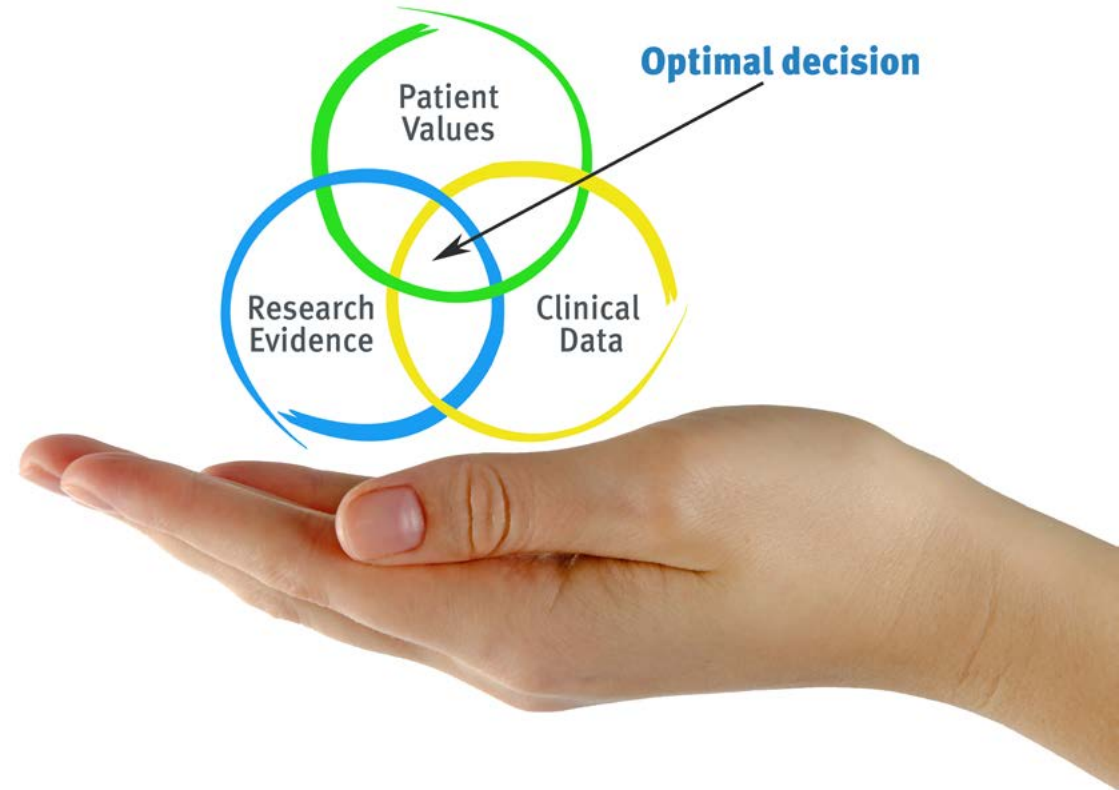 Optimal decision
Patient
Values
Research
Evidence
Clinical
Data